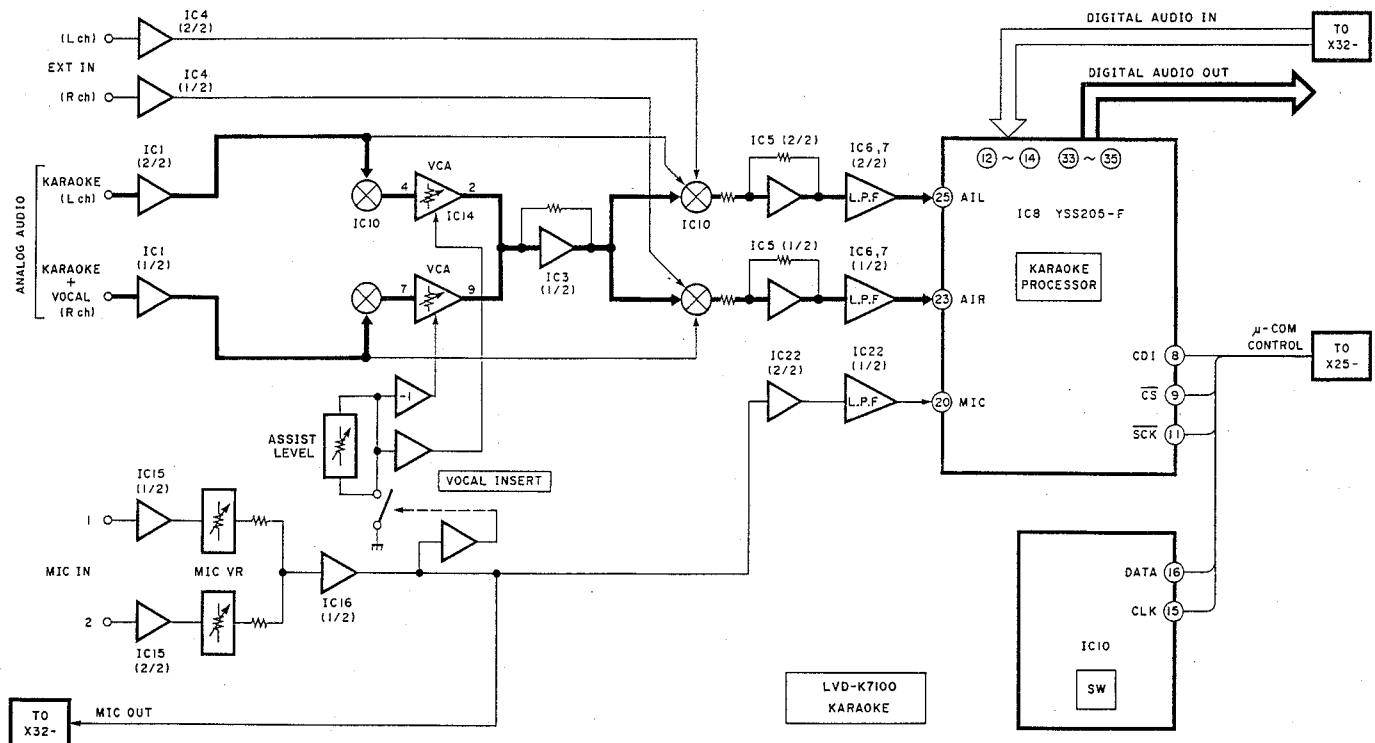 IC4
(2/2)
(L ch)
EXT IN
IC4
(1/2)
(R ch)
ANALOG AUDIO
IC1
(2/2)
KARAOKE
(L ch)
IC1
(1/2)
KARAOKE
+
VOCAL
(R ch)
IC10
VCA
4
2
IC14
VCA
7
9
IC3
(1/2)
IC10
IC5 (2/2)
IC6,7
(2/2)
L.P.F
IC5 (1/2)
IC6,7
(1/2)
L.P.F
IC22
(2/2)
IC22
(1/2)
L.P.F
DIGITAL AUDIO IN
TO
X32-
DIGITAL AUDIO OUT
12 ~ 14
33 ~ 35
25 AIL
IC8 YSS205-F
KARAOKE
PROCESSOR
23 AIR
20 MIC
CDI 8
CS 9
SCK 11
μ-COM
CONTROL
TO
X25-
-1
ASSIST
LEVEL
VOCAL INSERT
IC15
(1/2)
1
MIC IN
MIC VR
2
IC15
(2/2)
IC16
(1/2)
DATA 16
CLK 15
IC10
SW
LVD-K7100
KARAOKE
TO
X32-
MIC OUT